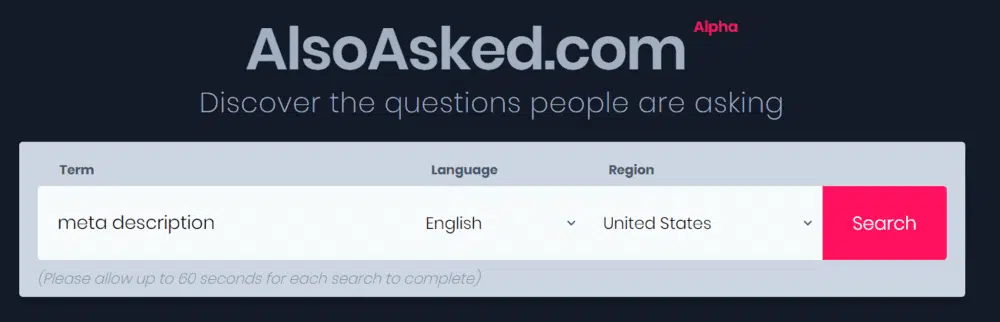 AlsoAsked.com Alpha
Discover the questions people are asking
Term Language Region
meta description English United States Search
(Please allow up to 60 seconds for each search to complete)